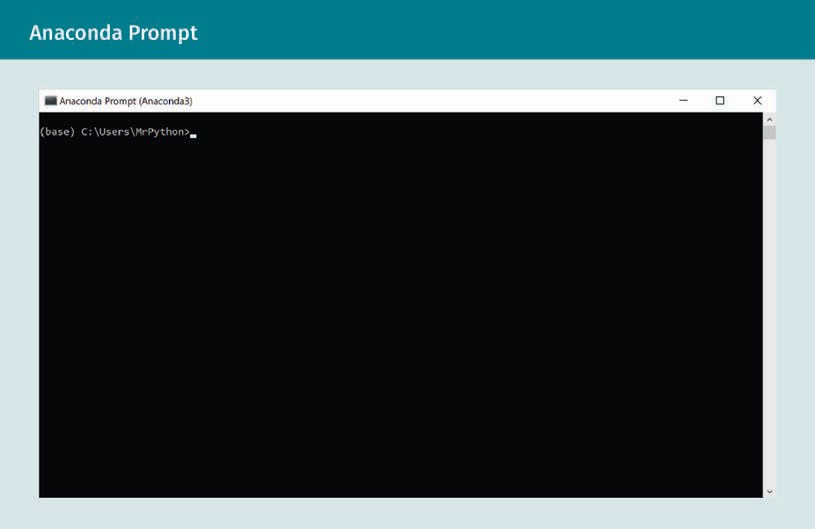 Anaconda Prompt
Anaconda Prompt (Anaconda3)
(base) C:\Users\MrPython>